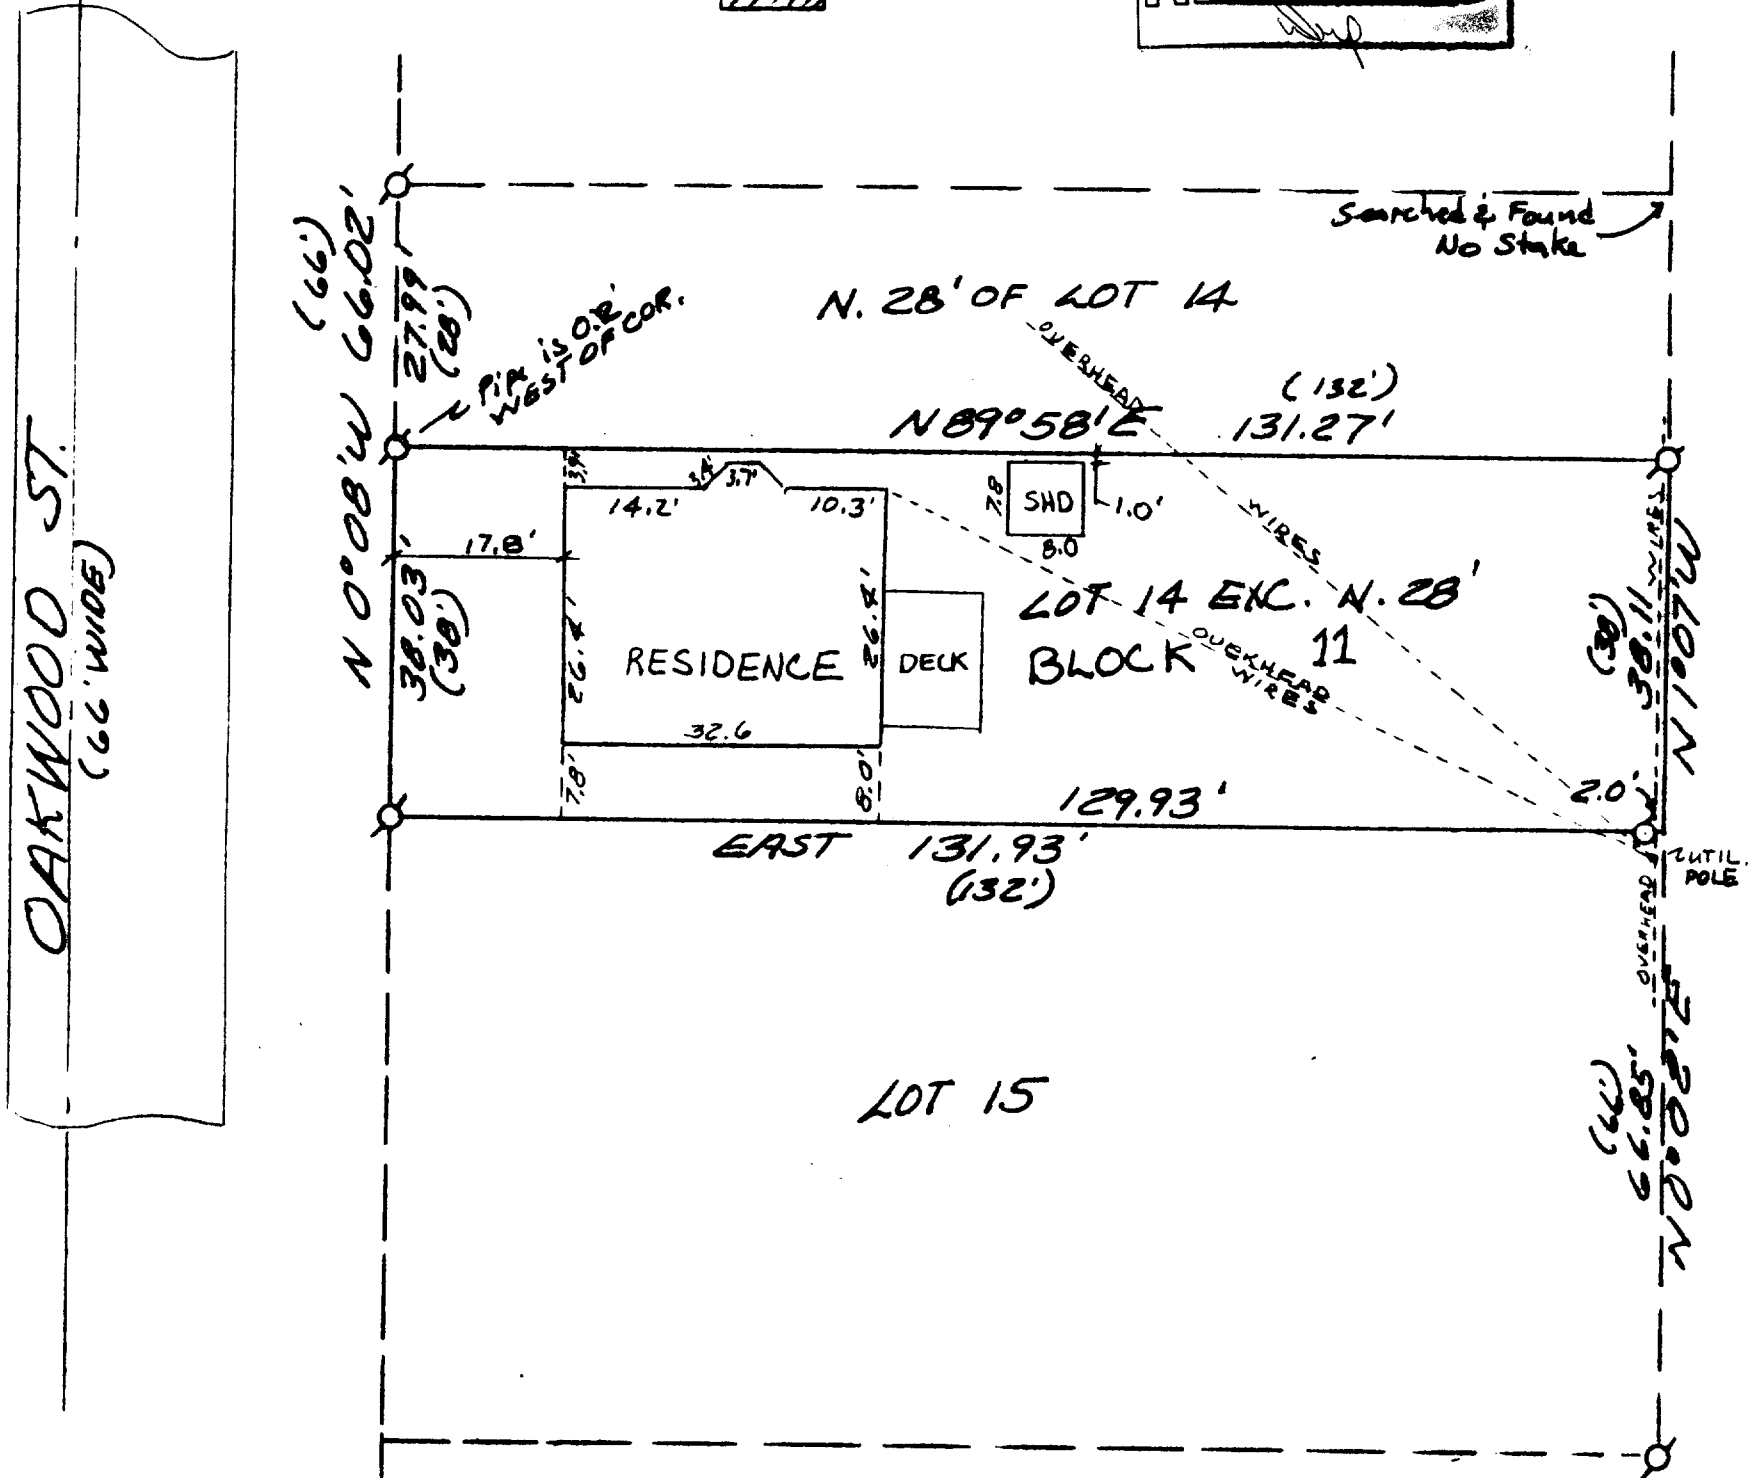 Searched & Found
No Stake
(66')
N 0°08'W 66.02'
27.99'
(28')
N. 28' OF LOT 14
OVERHEAD
WIRES
Pipe is 0.2'
WEST OF COR.
(132')
N 89°58'E 131.27'
3.9'
3.4'
3.7'
14.2'
10.3'
7.8
SHD
1.0'
8.0
17.8'
OAKWOOD ST.
(66' WIDE)
38.03'
(38')
26.4'
RESIDENCE
26.4'
DECK
32.6
7.8'
8.0'
LOT 14 EXC. N. 28'
BLOCK 11
OVERHEAD
WIRES
WIRES
(38')
38.11
N 1°07'W
2.0'
129.93'
EAST 131.93'
(132')
UTIL.
POLE
OVERHEAD
LOT 15
(66')
66.85'
N 0°02'E